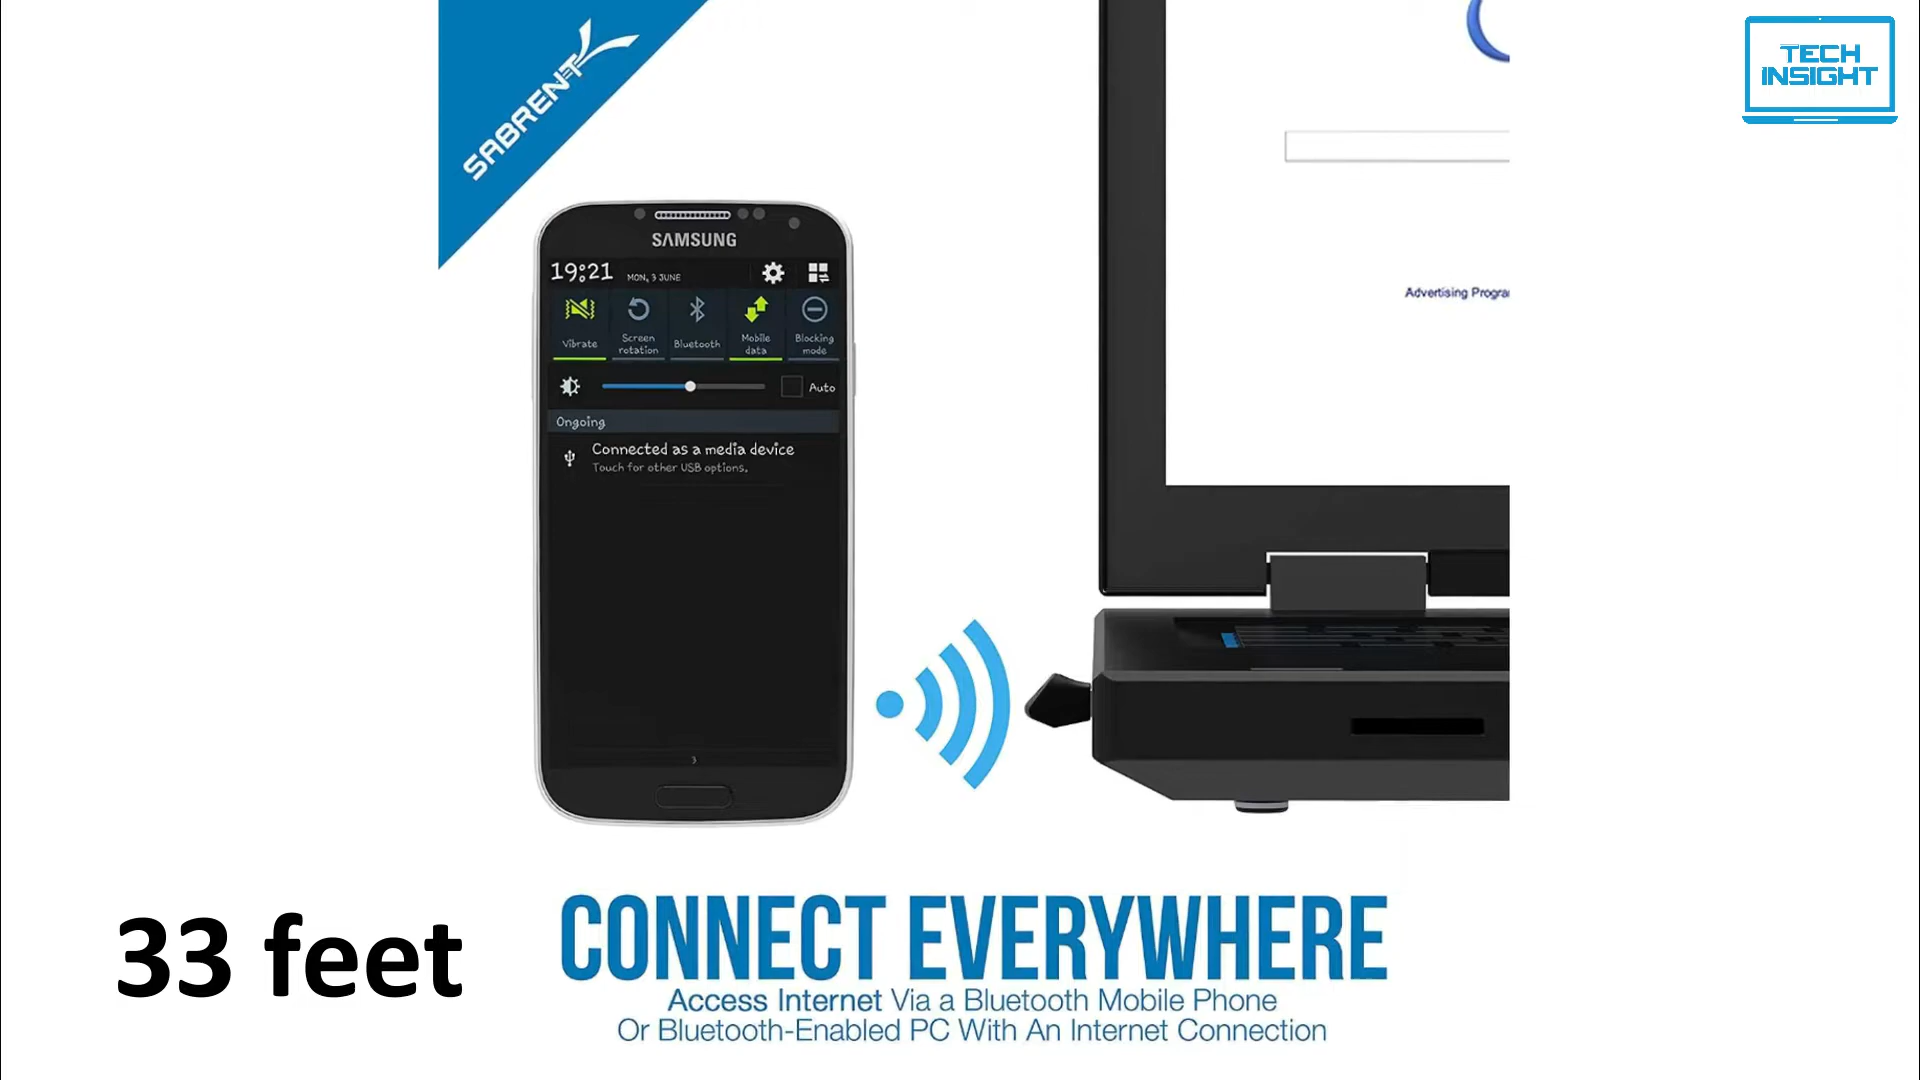 SABRENT
TECH
INSIGHT
SAMSUNG
19:21 MON, 3 JUNE
Vibrate
Screen
rotation
Bluetooth
Mobile
data
Blocking
mode
Auto
Ongoing
Connected as a media device
Touch for other USB options.
Advertising
33 feet
CONNECT EVERYWHERE
Access Internet Via a Bluetooth Mobile Phone
Or Bluetooth-Enabled PC With An Internet Connection